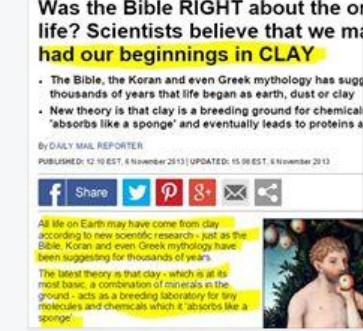 Was the Bible RIGHT about the
life? Scientists believe that we
had our beginnings in CLAY
The Bible, the Koran and even Greek mythology has
thousands of years that life began as earth, dust or clay
New theory is that clay is a breeding ground for
'absorbs like a sponge' and eventually leads to proteins
By DAILY MAIL REPORTER
PUBLISHED: 12:10 EST, 6 November 2013 | UPDATED: 15:08 EST, 6 November 2013
f Share
g+
All life on Earth may have come from clay
according to new scientific research - just as the
Bible, Koran and even Greek mythology have
been suggesting for thousands of years.
The latest theory is that clay - which is at its
most basic, a combination of minerals in the
ground - acts as a breeding laboratory for tiny
molecules and chemicals which it 'absorbs like a
sponge'